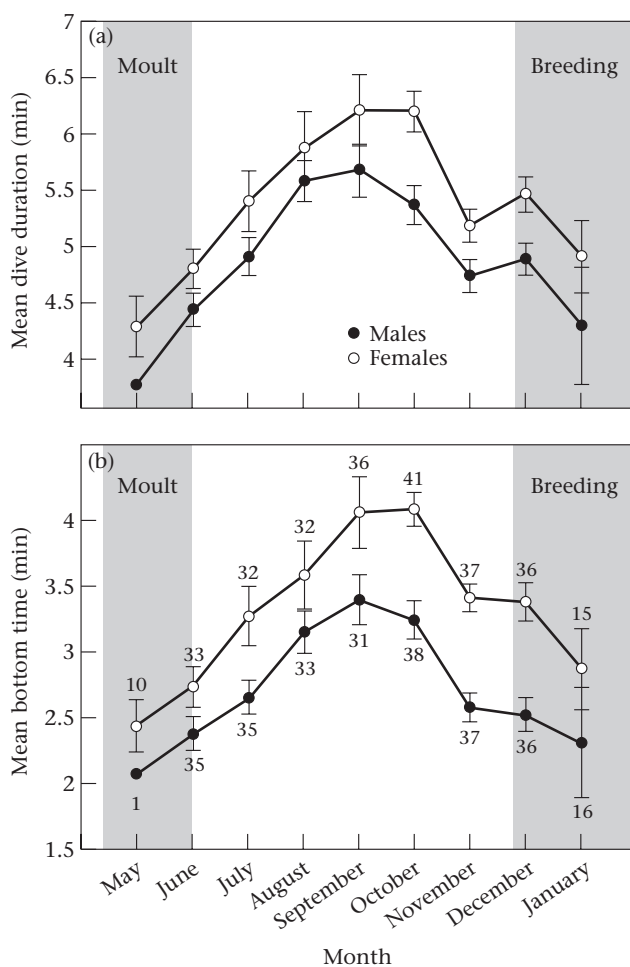 (a)
Moult
Breeding
Mean dive duration (min)
7
6.5
6
5.5
5
4.5
4
Males
Females
(b)
Moult
Breeding
Mean bottom time (min)
4
3.5
3
2.5
2
1.5
10
33
32
32
36
41
37
36
15
1
35
35
33
31
38
37
36
16
May
June
July
August
September
October
November
December
January
Month